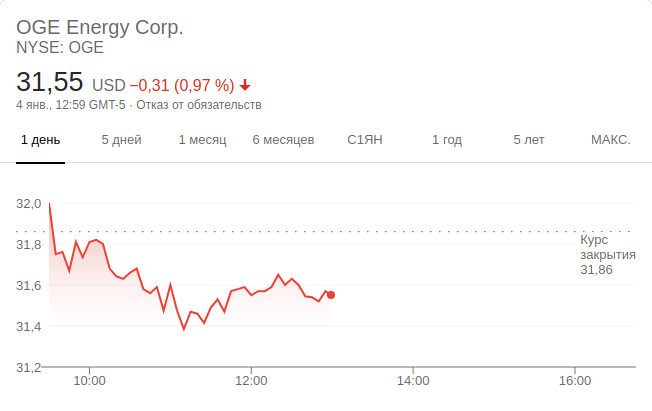 OGE Energy Corp.
NYSE: OGE
31,55 USD −0,31 (0,97 %)
4 янв., 12:59 GMT-5 · Отказ от обязательств
1 день 5 дней 1 месяц 6 месяцев С1ЯН 1 год 5 лет МАКС.
32,0
31,8
31,6
31,4
31,2
Курс
закрытия
31,86
10:00 12:00 14:00 16:00